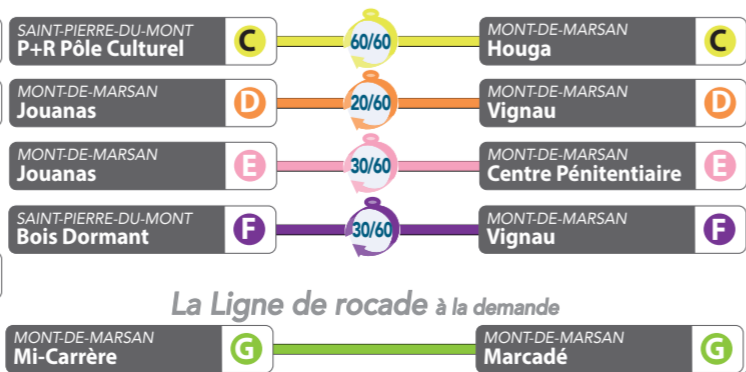 SAINT-PIERRE-DU-MONT
P+R Pôle Culturel
C
60/60
MONT-DE-MARSAN
Houga
C
MONT-DE-MARSAN
Jouanas
D
20/60
MONT-DE-MARSAN
Vignau
D
MONT-DE-MARSAN
Jouanas
E
30/60
MONT-DE-MARSAN
Centre Pénitentiaire
E
SAINT-PIERRE-DU-MONT
Bois Dormant
F
30/60
MONT-DE-MARSAN
Vignau
F
La Ligne de rocade à la demande
MONT-DE-MARSAN
Mi-Carrère
G
MONT-DE-MARSAN
Marcadé
G